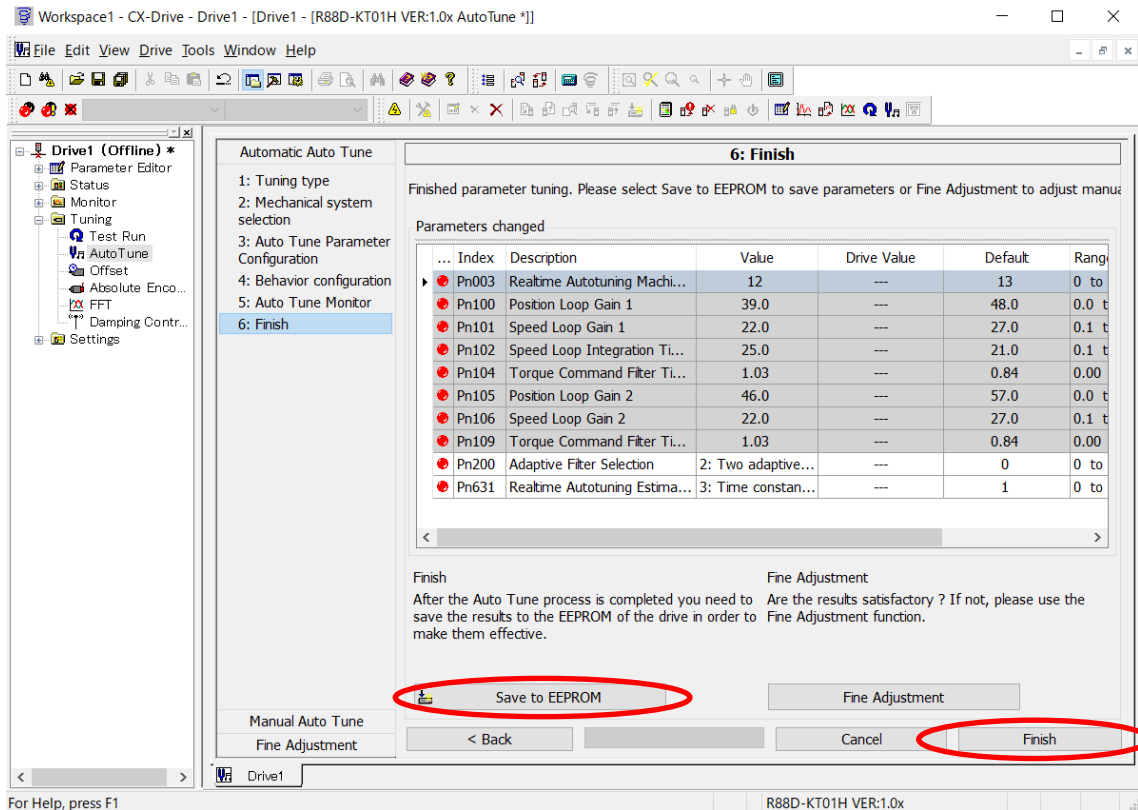 Workspace1 - CX-Drive - Drive1 - [Drive1 - [R88D-KT01H VER:1.0x AutoTune *]]
File Edit View Drive Tools Window Help
Drive1 (Offline) *
Parameter Editor
Status
Monitor
Tuning
Test Run
AutoTune
Offset
Absolute Enco...
FFT
Damping Contr...
Settings
Automatic Auto Tune
1: Tuning type
2: Mechanical system
selection
3: Auto Tune Parameter
Configuration
4: Behavior configuration
5: Auto Tune Monitor
6: Finish
Manual Auto Tune
Fine Adjustment
6: Finish
Finished parameter tuning. Please select Save to EEPROM to save parameters or Fine Adjustment to adjust manua
Parameters changed
... Index Description Value Drive Value Default Rang
Pn003 Realtime Autotuning Machi... 12 --- 13 0 to
Pn100 Position Loop Gain 1 39.0 --- 48.0 0.0 t
Pn101 Speed Loop Gain 1 22.0 --- 27.0 0.1 t
Pn102 Speed Loop Integration Ti... 25.0 --- 21.0 0.1 t
Pn104 Torque Command Filter Ti... 1.03 --- 0.84 0.00
Pn105 Position Loop Gain 2 46.0 --- 57.0 0.0 t
Pn106 Speed Loop Gain 2 22.0 --- 27.0 0.1 t
Pn109 Torque Command Filter Ti... 1.03 --- 0.84 0.00
Pn200 Adaptive Filter Selection 2: Two adaptive... --- 0 0 to
Pn631 Realtime Autotuning Estima... 3: Time constan... --- 1 0 to
Finish
After the Auto Tune process is completed you need to
save the results to the EEPROM of the drive in order to
make them effective.
Fine Adjustment
Are the results satisfactory ? If not, please use the
Fine Adjustment function.
Save to EEPROM
Fine Adjustment
< Back
Cancel
Finish
Drive1
For Help, press F1
R88D-KT01H VER:1.0x